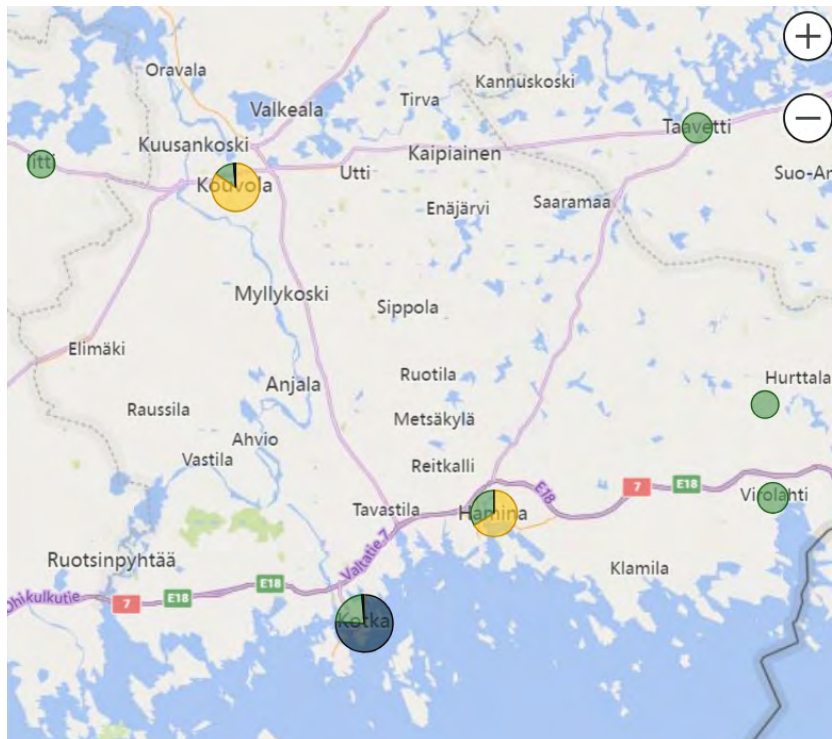 Oravala
Kannuskoski
Tirva
Valkeala
Taavetti
Kuusankoski
Kaipiainen
Iitti
Utti
Suo-An
Kouvola
Saaramaa
Enäjärvi
Myllykoski
Sippola
Elimäki
Ruotila
Hurttala
Anjala
Raussila
Metsäkylä
Ahvio
Vastila
Reitkalli
E18
7
E18
Virolahti
Tavastila
Hamina
Valtatie 7
Ruotsinpyhtää
Klamila
E18
E18
7
Ohikulkutie
Kotka